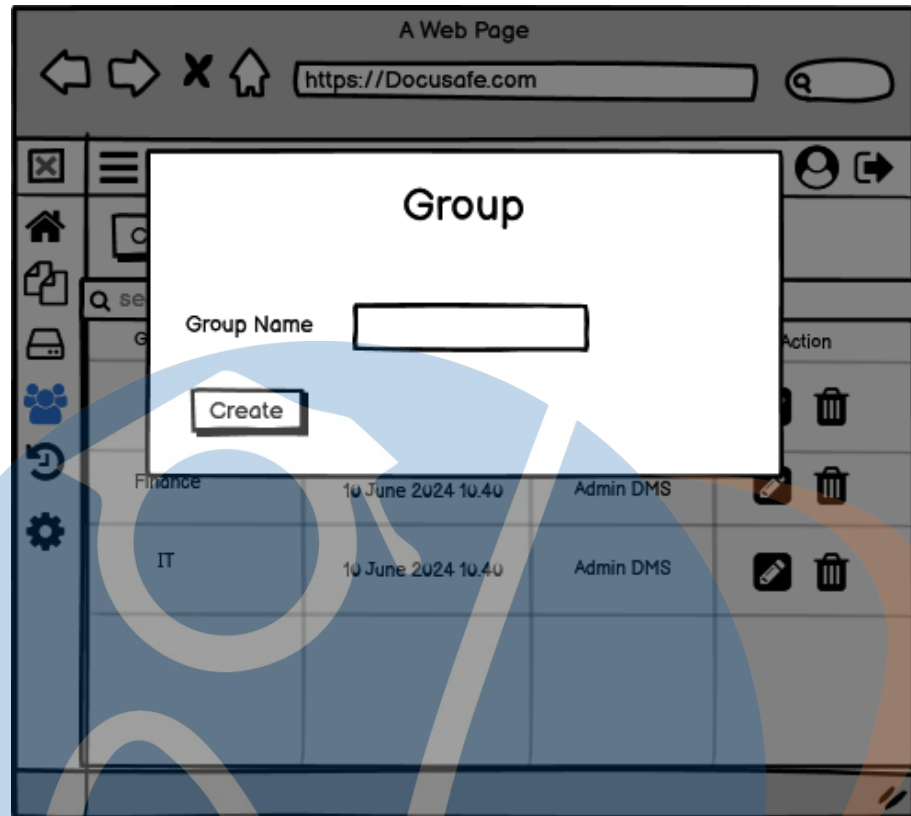 A Web Page
https://Docusafe.com
Group
Group Name
Create
Action
Finance
10 June 2024 10.40
Admin DMS
IT
10 June 2024 10.40
Admin DMS